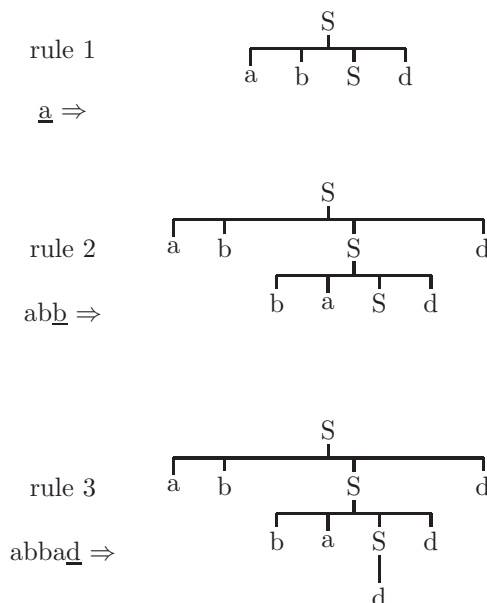 S
rule 1
a b S d
a ⇒
S
rule 2
a b S d
b a S d
abb ⇒
S
a b S d
rule 3
b a S d
abbad ⇒
d